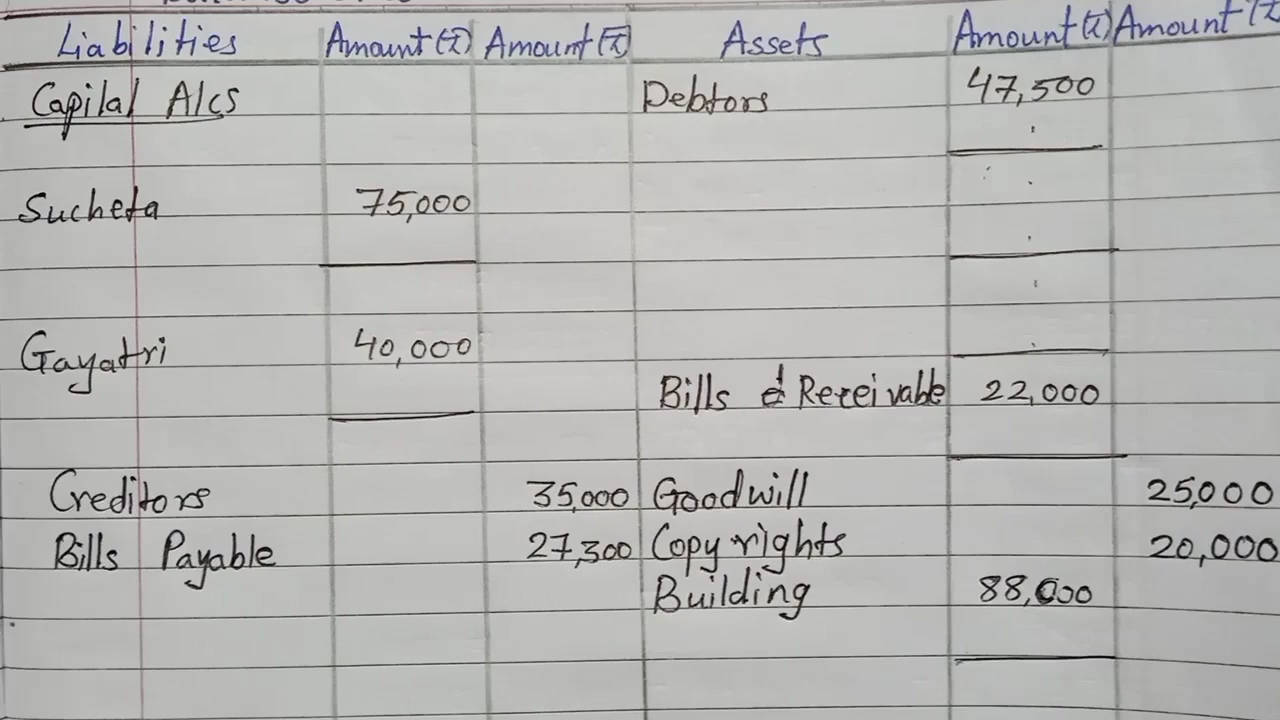 Liabilities Amount (₹) Amount (₹) Assets Amount (₹) Amount (₹
Capilal A/cs Debtors 47,500
Sucheta 75,000
Gayatri 40,000
Bills & Receivable 22,000
Creditors 35,000 Goodwill 25,000
Bills Payable 27,300 Copy rights 20,000
Building 88,000